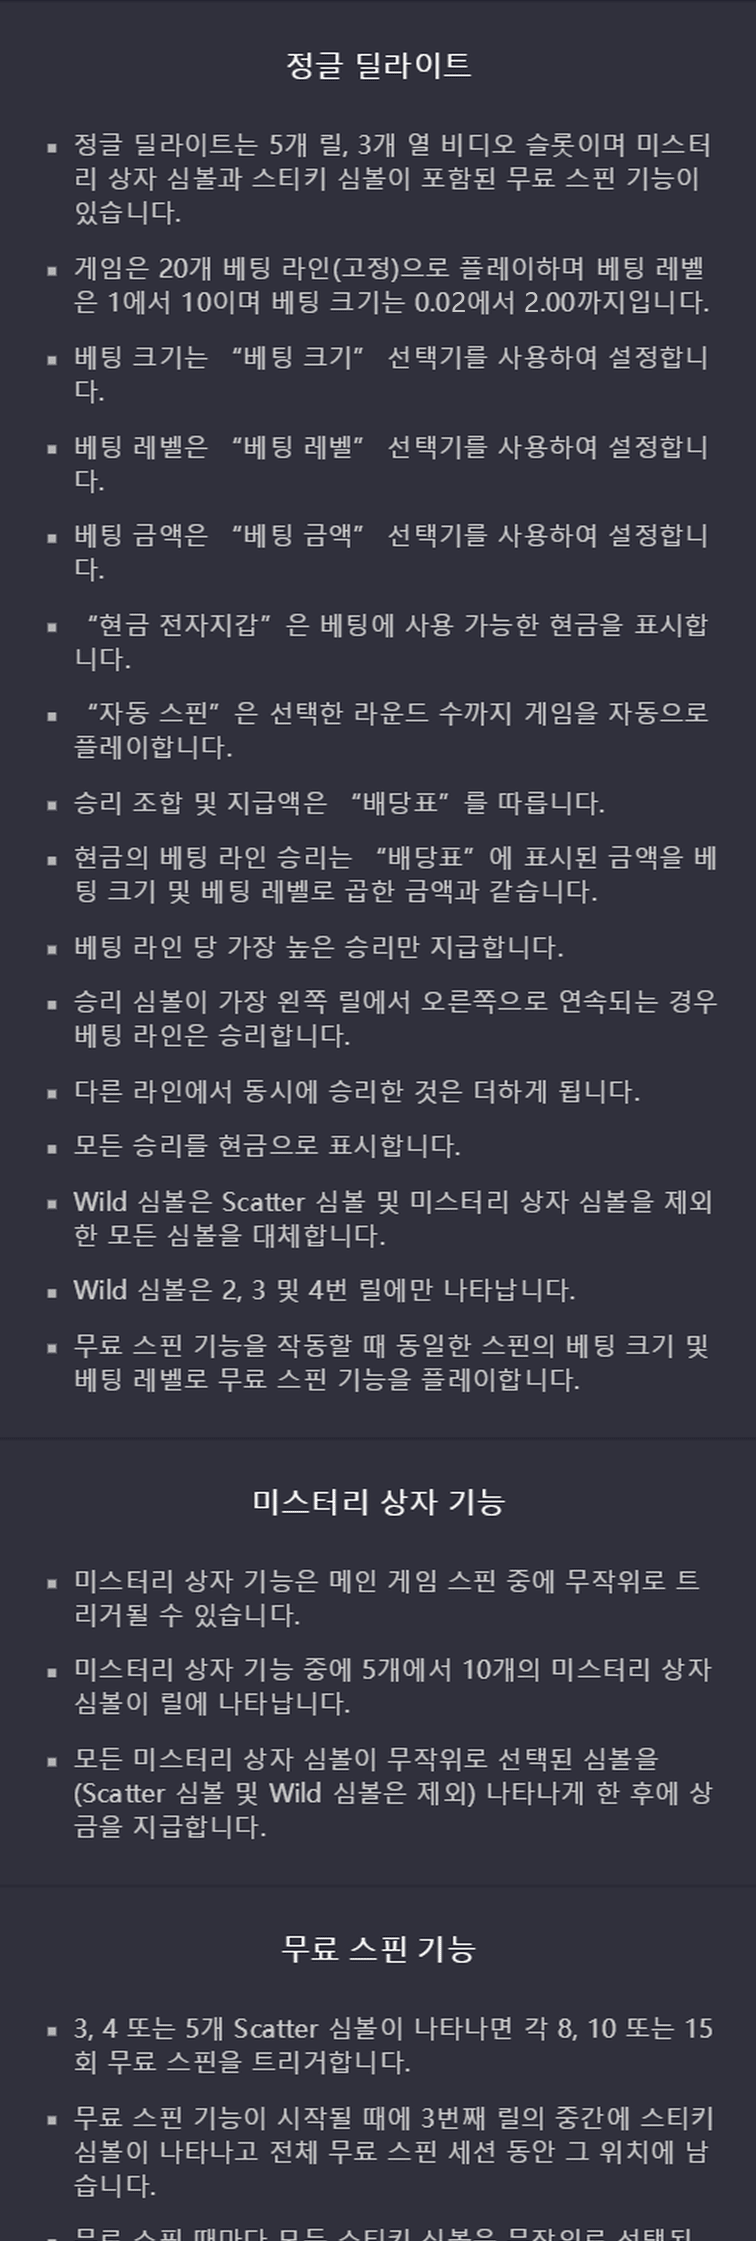 정글 딜라이트
▪ 정글 딜라이트는 5개 릴, 3개 열 비디오 슬롯이며 미스터
리 상자 심볼과 스티키 심볼이 포함된 무료 스핀 기능이
있습니다.
▪ 게임은 20개 베팅 라인(고정)으로 플레이하며 베팅 레벨
은 1에서 10이며 베팅 크기는 0.02에서 2.00까지입니다.
▪ 베팅 크기는 “베팅 크기” 선택기를 사용하여 설정합니
다.
▪ 베팅 레벨은 “베팅 레벨” 선택기를 사용하여 설정합니
다.
▪ 베팅 금액은 “베팅 금액” 선택기를 사용하여 설정합니
다.
▪ “현금 전자지갑”은 베팅에 사용 가능한 현금을 표시합
니다.
▪ “자동 스핀”은 선택한 라운드 수까지 게임을 자동으로
플레이합니다.
▪ 승리 조합 및 지급액은 “배당표”를 따릅니다.
▪ 현금의 베팅 라인 승리는 “배당표”에 표시된 금액을 베
팅 크기 및 베팅 레벨로 곱한 금액과 같습니다.
▪ 베팅 라인 당 가장 높은 승리만 지급합니다.
▪ 승리 심볼이 가장 왼쪽 릴에서 오른쪽으로 연속되는 경우
베팅 라인은 승리합니다.
▪ 다른 라인에서 동시에 승리한 것은 더하게 됩니다.
▪ 모든 승리를 현금으로 표시합니다.
▪ Wild 심볼은 Scatter 심볼 및 미스터리 상자 심볼을 제외
한 모든 심볼을 대체합니다.
▪ Wild 심볼은 2, 3 및 4번 릴에만 나타납니다.
▪ 무료 스핀 기능을 작동할 때 동일한 스핀의 베팅 크기 및
베팅 레벨로 무료 스핀 기능을 플레이합니다.
미스터리 상자 기능
▪ 미스터리 상자 기능은 메인 게임 스핀 중에 무작위로 트
리거될 수 있습니다.
▪ 미스터리 상자 기능 중에 5개에서 10개의 미스터리 상자
심볼이 릴에 나타납니다.
▪ 모든 미스터리 상자 심볼이 무작위로 선택된 심볼을
(Scatter 심볼 및 Wild 심볼은 제외) 나타나게 한 후에 상
금을 지급합니다.
무료 스핀 기능
▪ 3, 4 또는 5개 Scatter 심볼이 나타나면 각 8, 10 또는 15
회 무료 스핀을 트리거합니다.
▪ 무료 스핀 기능이 시작될 때에 3번째 릴의 중간에 스티키
심볼이 나타나고 전체 무료 스핀 세션 동안 그 위치에 남
습니다.
▪ 무료 스핀 때마다 모든 스티키 심볼은 무작위로 선택된